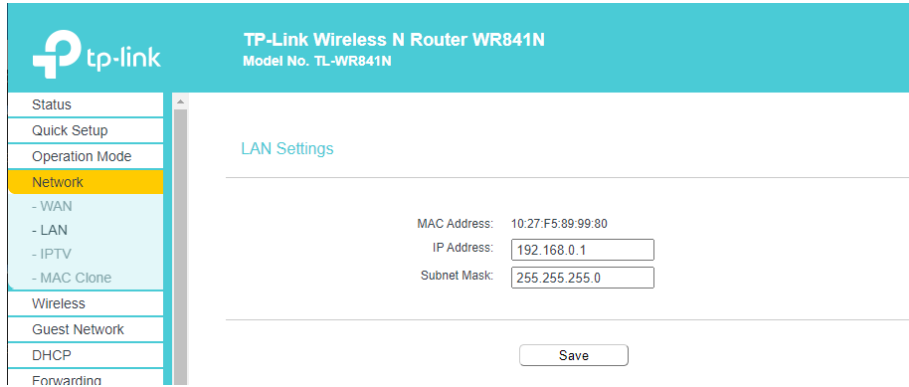 tp-link
TP-Link Wireless N Router WR841N
Model No. TL-WR841N
Status
Quick Setup
Operation Mode
Network
- WAN
- LAN
- IPTV
- MAC Clone
Wireless
Guest Network
DHCP
Forwarding
LAN Settings
MAC Address: 10:27:F5:89:99:80
IP Address: 192.168.0.1
Subnet Mask: 255.255.255.0
Save